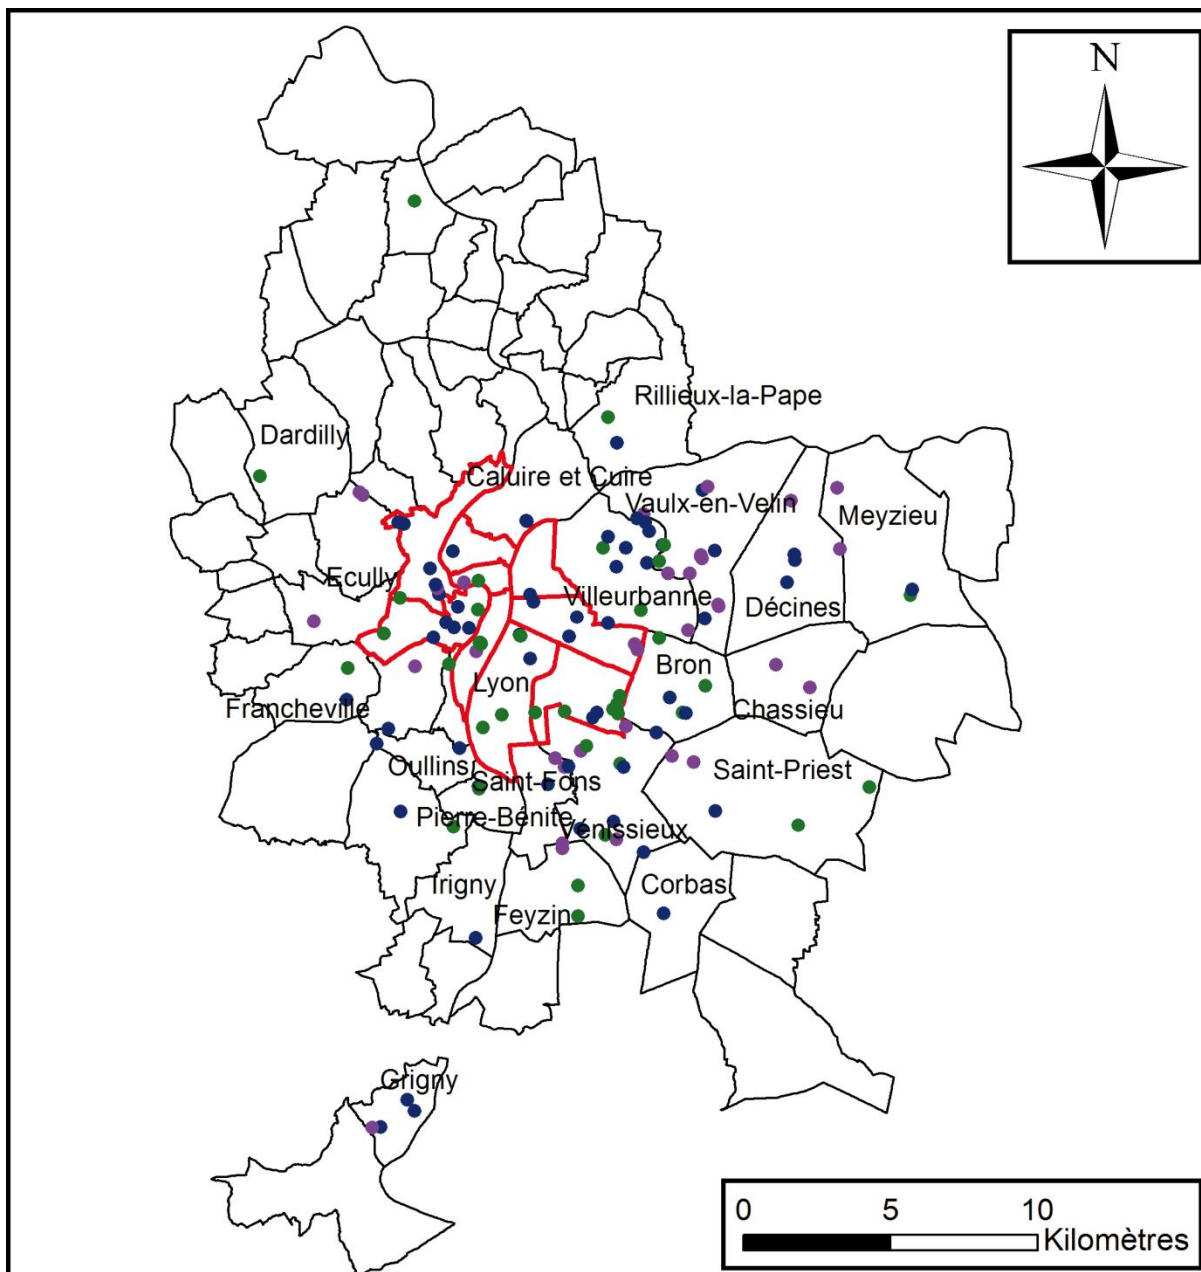 N
Rillieux-la-Pape
Dardilly
Caluire et Cuire
Vaulx-en-Velin
Meyzieu
Ecully
Villeurbanne
Décines
Bron
Lyon
Francheville
Chassieu
Oullins
Saint-Fons
Saint-Priest
Pierre-Bénite
Vénissieux
Irigny
Corbas
Feyzin
Grigny
0 5 10
Kilomètres